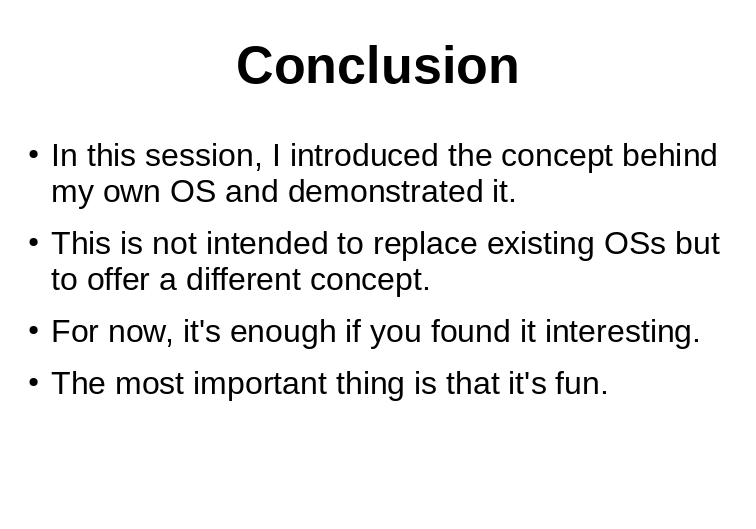 Conclusion
• In this session, I introduced the concept behind
my own OS and demonstrated it.
• This is not intended to replace existing OSs but
to offer a different concept.
• For now, it's enough if you found it interesting.
• The most important thing is that it's fun.